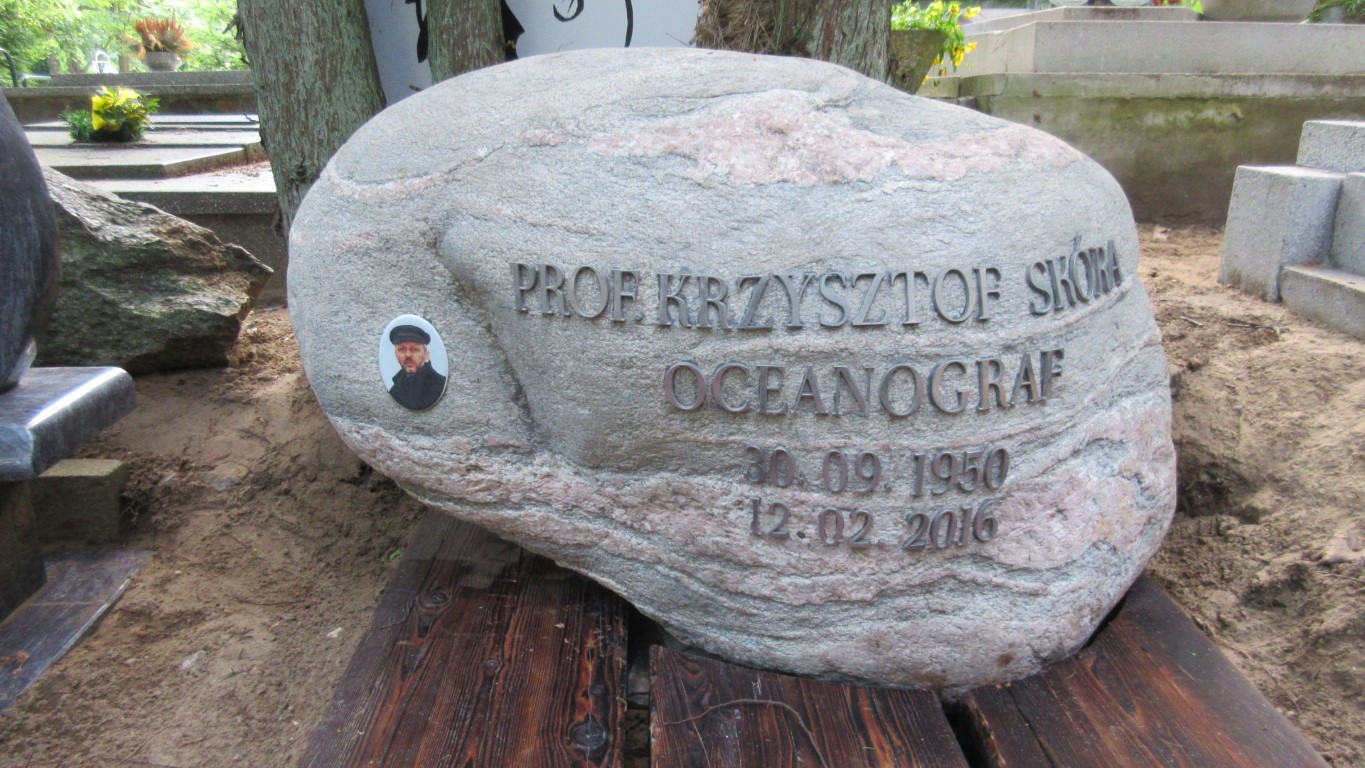 PROF. KRZYSZTOF SKÓRA
OCEANOGRAF
30.09.1950
12.02.2016